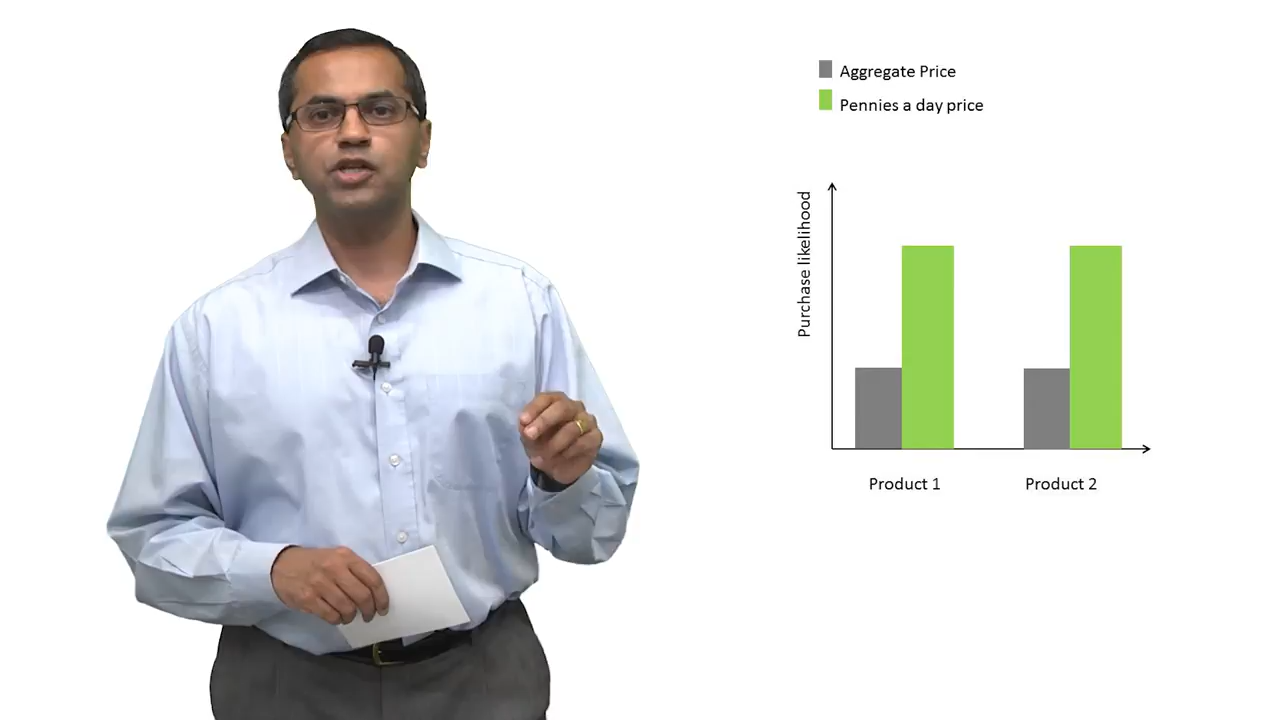 Aggregate Price
Pennies a day price
Purchase likelihood
Product 1
Product 2